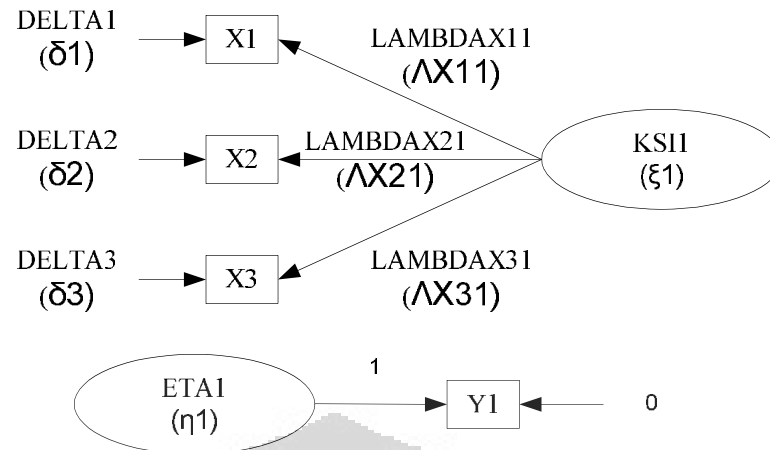 DELTA1
(δ1)
X1
LAMBDAX11
(ΛX11)
DELTA2
(δ2)
X2
LAMBDAX21
(ΛX21)
KSI1
(ξ1)
DELTA3
(δ3)
X3
LAMBDAX31
(ΛX31)
ETA1
(η1)
1
Y1
0